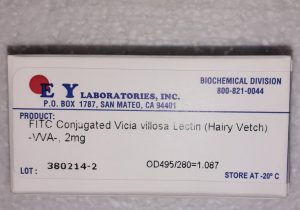 E Y LABORATORIES, INC.
P.O. BOX 1787, SAN MATEO, CA 94401
BIOCHEMICAL DIVISION
800-821-0044
PRODUCT:
FITC Conjugated Vicia villosa Lectin (Hairy Vetch)
-VVA-, 2mg
LOT : 380214-2
OD495/280=1.087
STORE AT -20° C